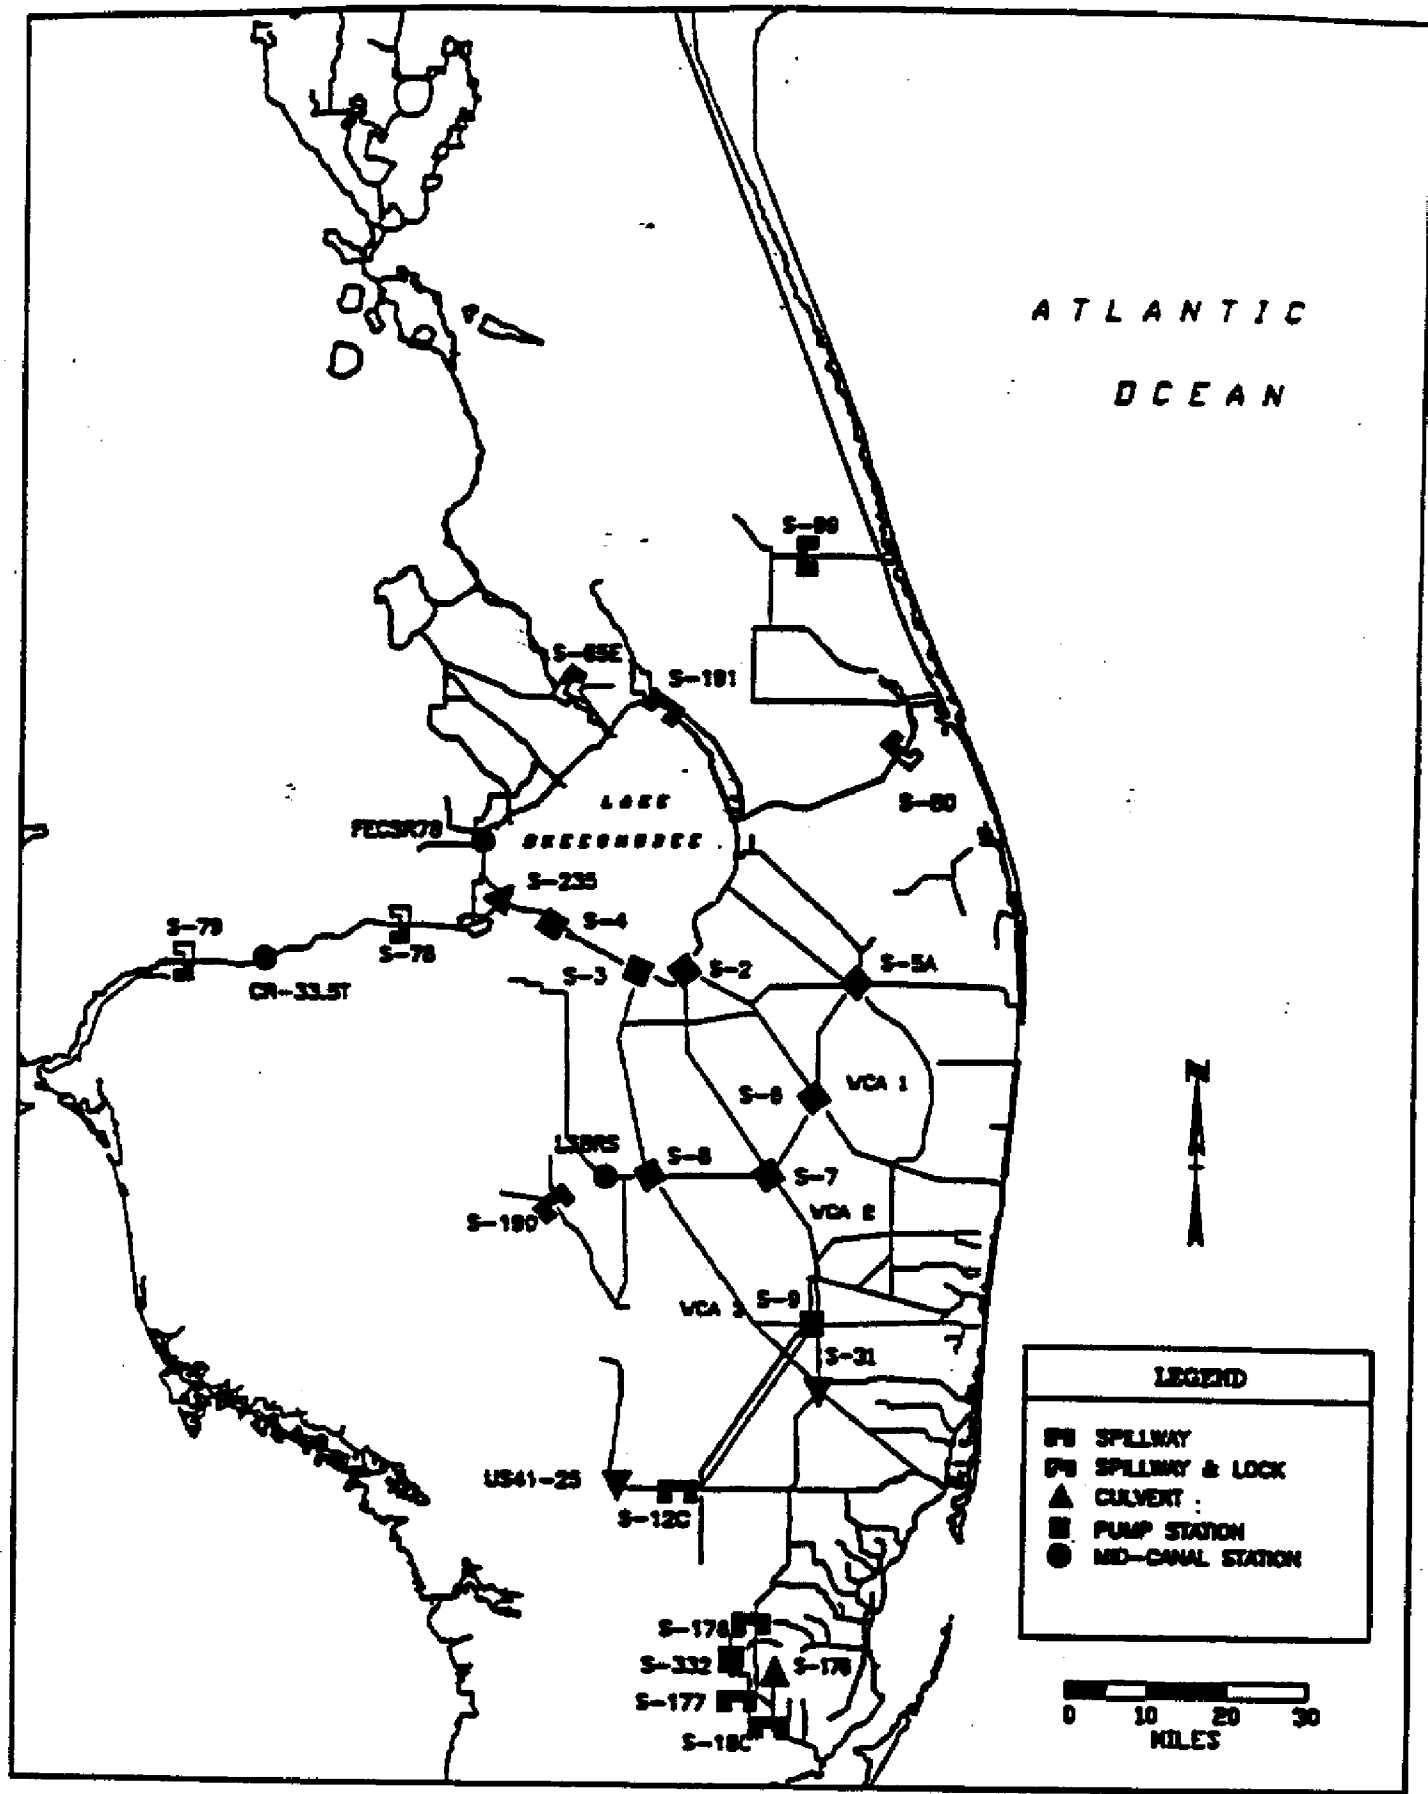 ATLANTIC
OCEAN
S-99
S-65E
S-191
LAKE
OKEECHOBEE
S-80
FECSR78
S-235
S-4
S-79
S-78
CR-33.5T
S-3
S-2
S-5A
S-6
WCA 1
L3BRS
S-8
S-7
S-190
WCA 2
WCA 3
S-9
S-31
US41-25
S-12C
N
S-332
S-177
S-178
S-18C
LEGEND
SPILLWAY
SPILLWAY & LOCK
CULVERT
PUMP STATION
MID-CANAL STATION
0 10 20 30
MILES